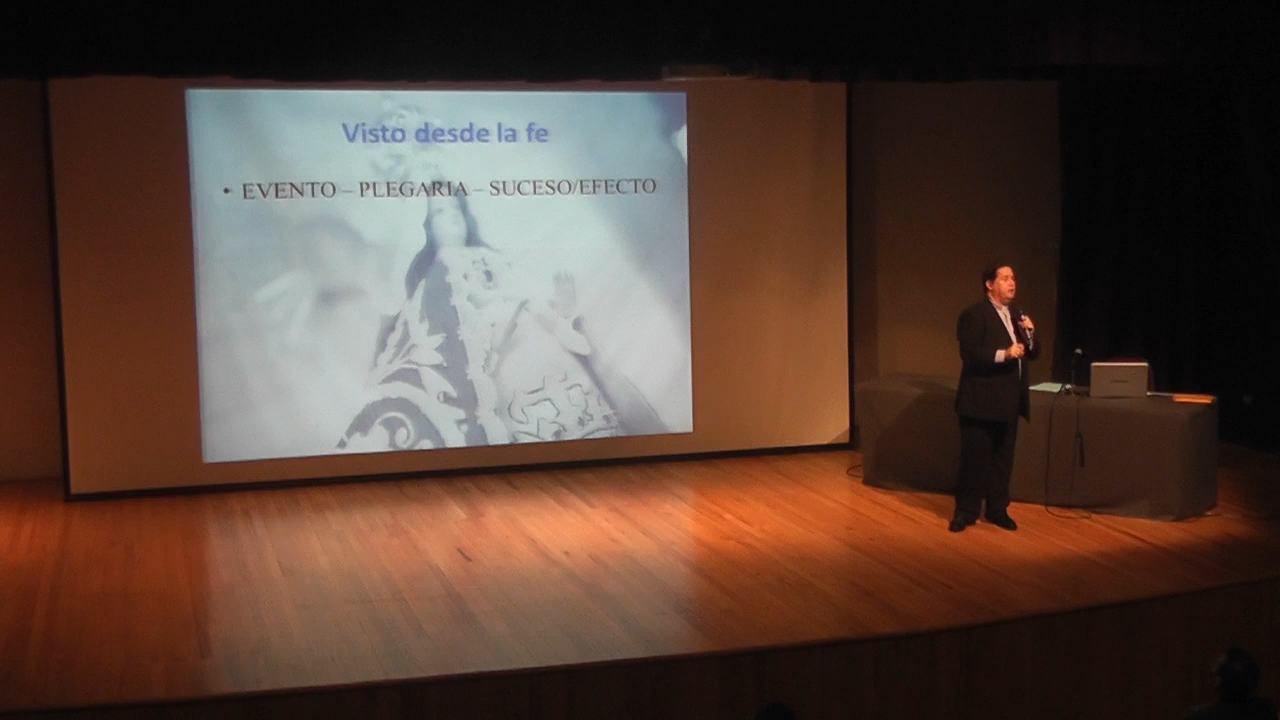 Visto desde la fe
• EVENTO – PLEGARIA – SUCESO/EFECTO